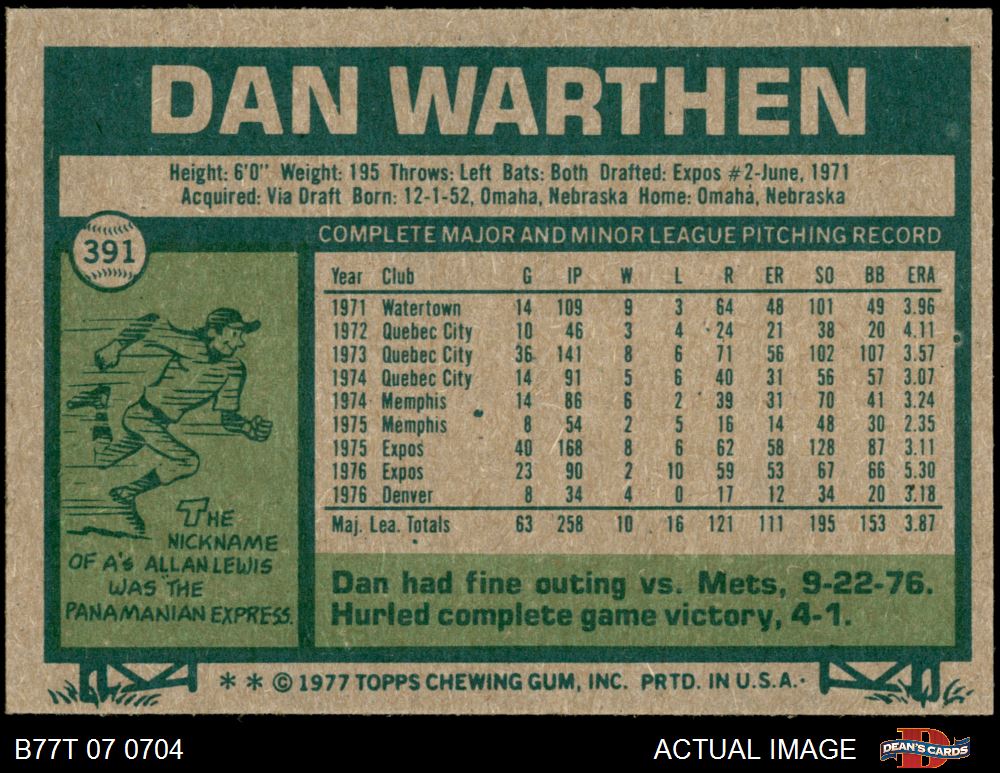 DAN WARTHEN
Height: 6'0" Weight: 195 Throws: Left Bats: Both Drafted: Expos #2-June, 1971
Acquired: Via Draft Born: 12-1-52, Omaha, Nebraska Home: Omaha, Nebraska
391
COMPLETE MAJOR AND MINOR LEAGUE PITCHING RECORD
Year Club G IP W L R ER SO BB ERA
1971 Watertown 14 109 9 3 64 48 101 49 3.96
1972 Quebec City 10 46 3 4 24 21 38 20 4.11
1973 Quebec City 36 141 8 6 71 56 102 107 3.57
1974 Quebec City 14 91 5 6 40 31 56 57 3.07
1974 Memphis 14 86 6 2 39 31 70 41 3.24
1975 Memphis 8 54 2 5 16 14 48 30 2.35
1975 Expos 40 168 8 6 62 58 128 87 3.11
1976 Expos 23 90 2 10 59 53 67 66 5.30
1976 Denver 8 34 4 0 17 12 34 20 3.18
Maj. Lea. Totals 63 258 10 16 121 111 195 153 3.87
THE
NICKNAME
OF A's ALLAN LEWIS
WAS THE
PANAMANIAN EXPRESS.
Dan had fine outing vs. Mets, 9-22-76.
Hurled complete game victory, 4-1.
* * © 1977 TOPPS CHEWING GUM, INC. PRTD. IN U.S.A.
B77T 07 0704 ACTUAL IMAGE
DEAN'S CARDS